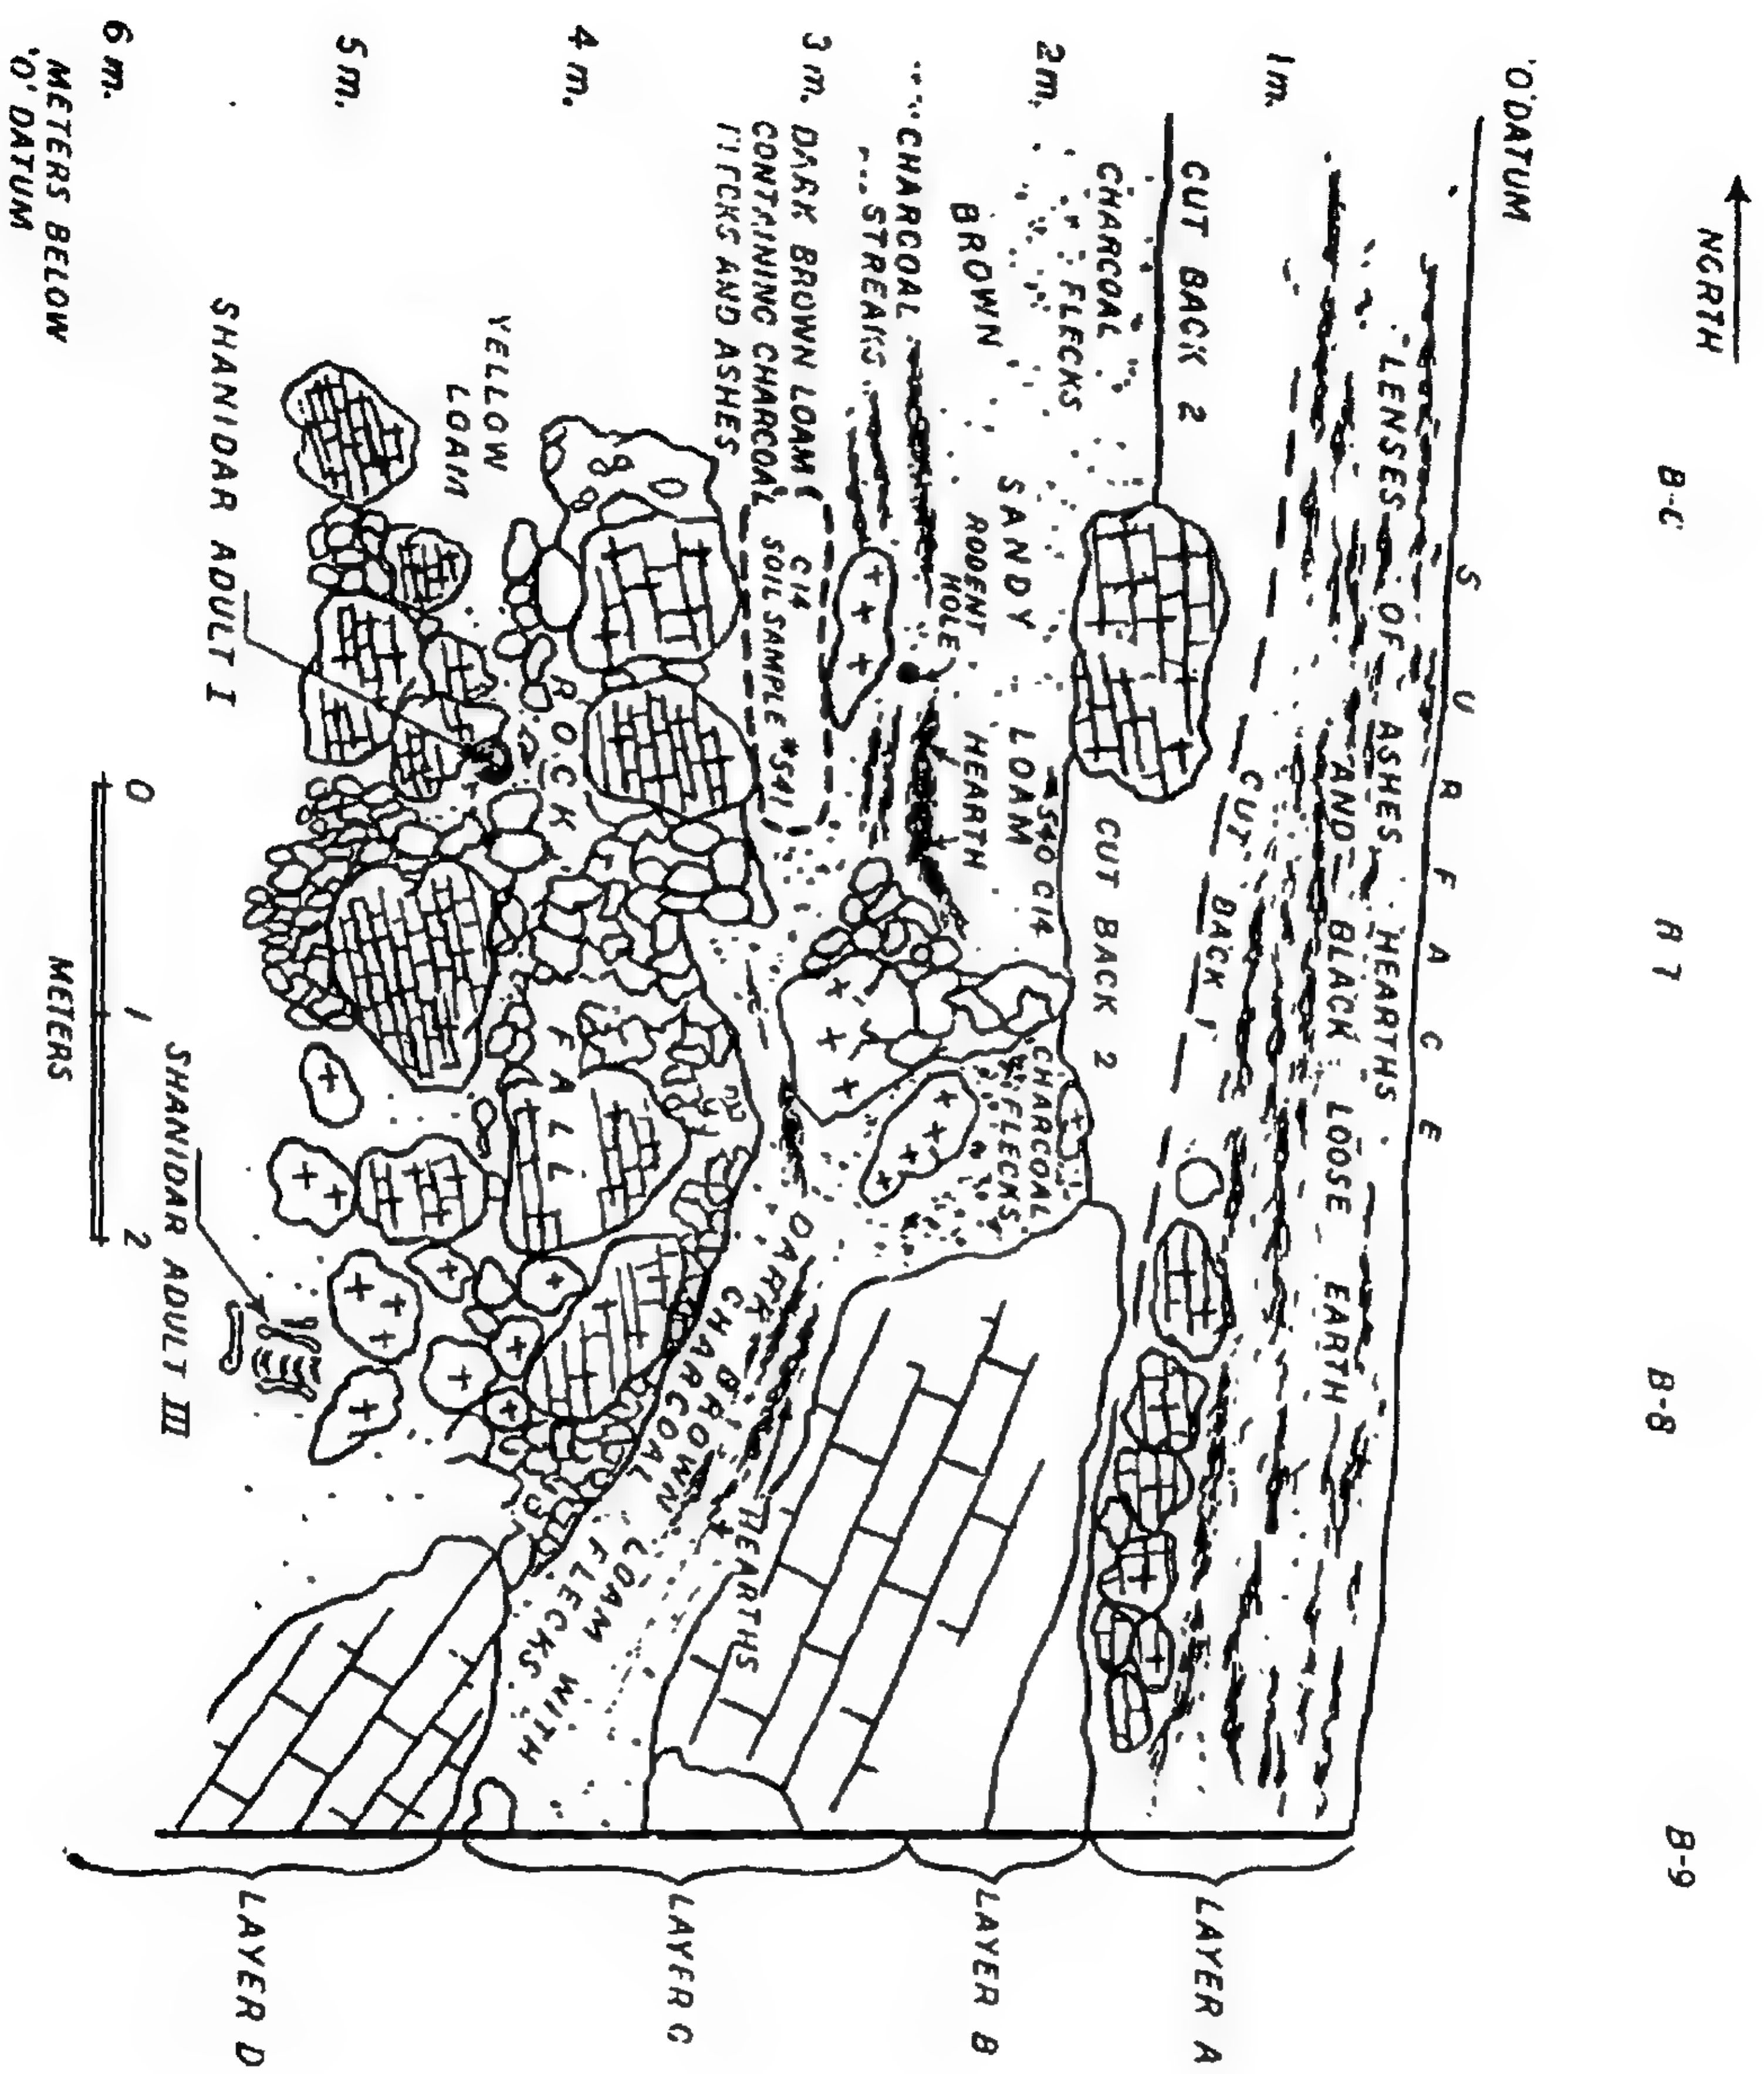 NORTH
B-C
B-8
B-9
'O' DATUM
1m.
2m.
3 m.
4 m.
5 m.
6 m.
METERS BELOW
'O' DATUM
SURFACE
LENSES OF ASHES, HEARTHS
AND BLACK LOOSE EARTH
CUT BACK 1
CUT BACK 2
CUT BACK 2
CHARCOAL
FLECKS
540 C14
CHARCOAL
FLECKS
BROWN SANDY LOAM
RODENT
HOLE
HEARTH
CHARCOAL
STREAKS
DARK BROWN LOAM
CONTAINING CHARCOAL
FLECKS AND ASHES
C14
SOIL SAMPLE #541
HEARTHS
DARK BROWN LOAM WITH
CHARCOAL FLECKS
YELLOW
LOAM
ROCK FALL
SHANIDAR ADULT I
SHANIDAR ADULT III
0 1 2
METERS
LAYER A
LAYER B
LAYER C
LAYER D